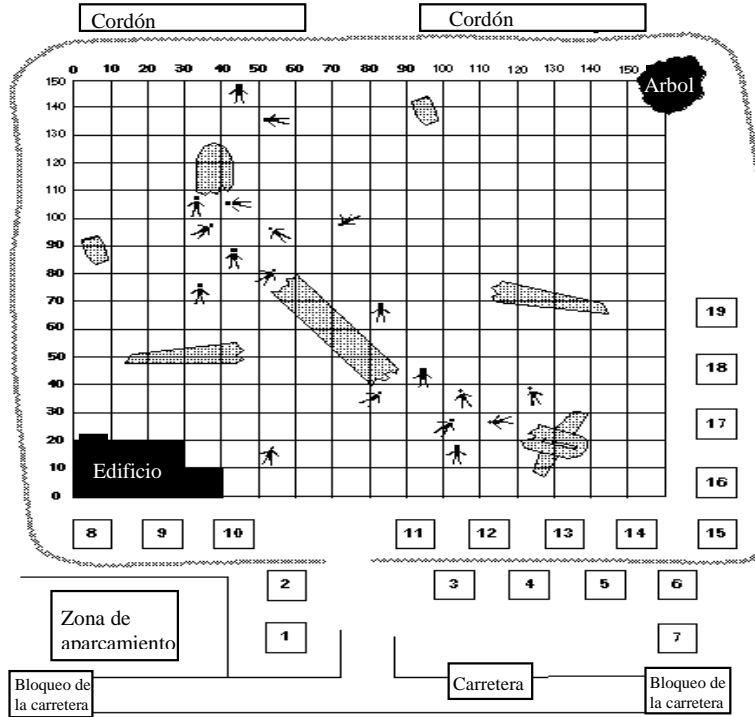 Cordón
Cordón
0 10 20 30 40 50 60 70 80 90 100 110 120 130 140 150
Arbol
150
140
130
120
110
100
90
80
70
60
50
40
30
20
10
0
Edificio
19
18
17
16
8 9 10 11 12 13 14 15
2 3 4 5 6
1 7
Zona de
aparcamiento
Bloqueo de
la carretera
Carretera
Bloqueo de
la carretera